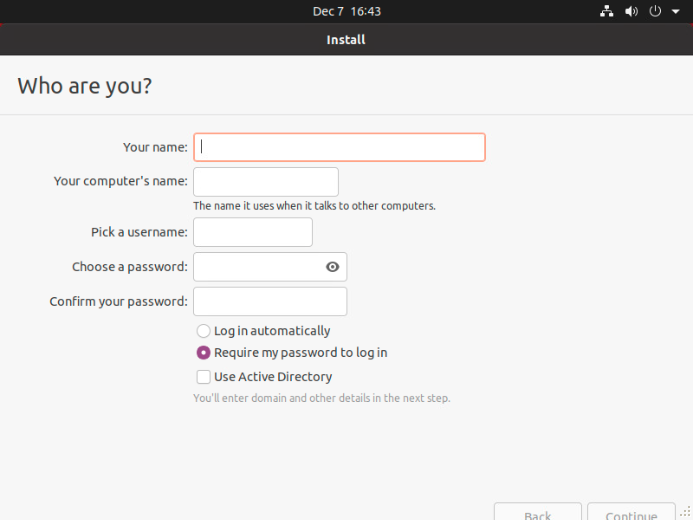 Dec 7 16:43
Install
Who are you?
Your name:
Your computer's name:
The name it uses when it talks to other computers.
Pick a username:
Choose a password:
Confirm your password:
Log in automatically
Require my password to log in
Use Active Directory
You'll enter domain and other details in the next step.
Back Continue